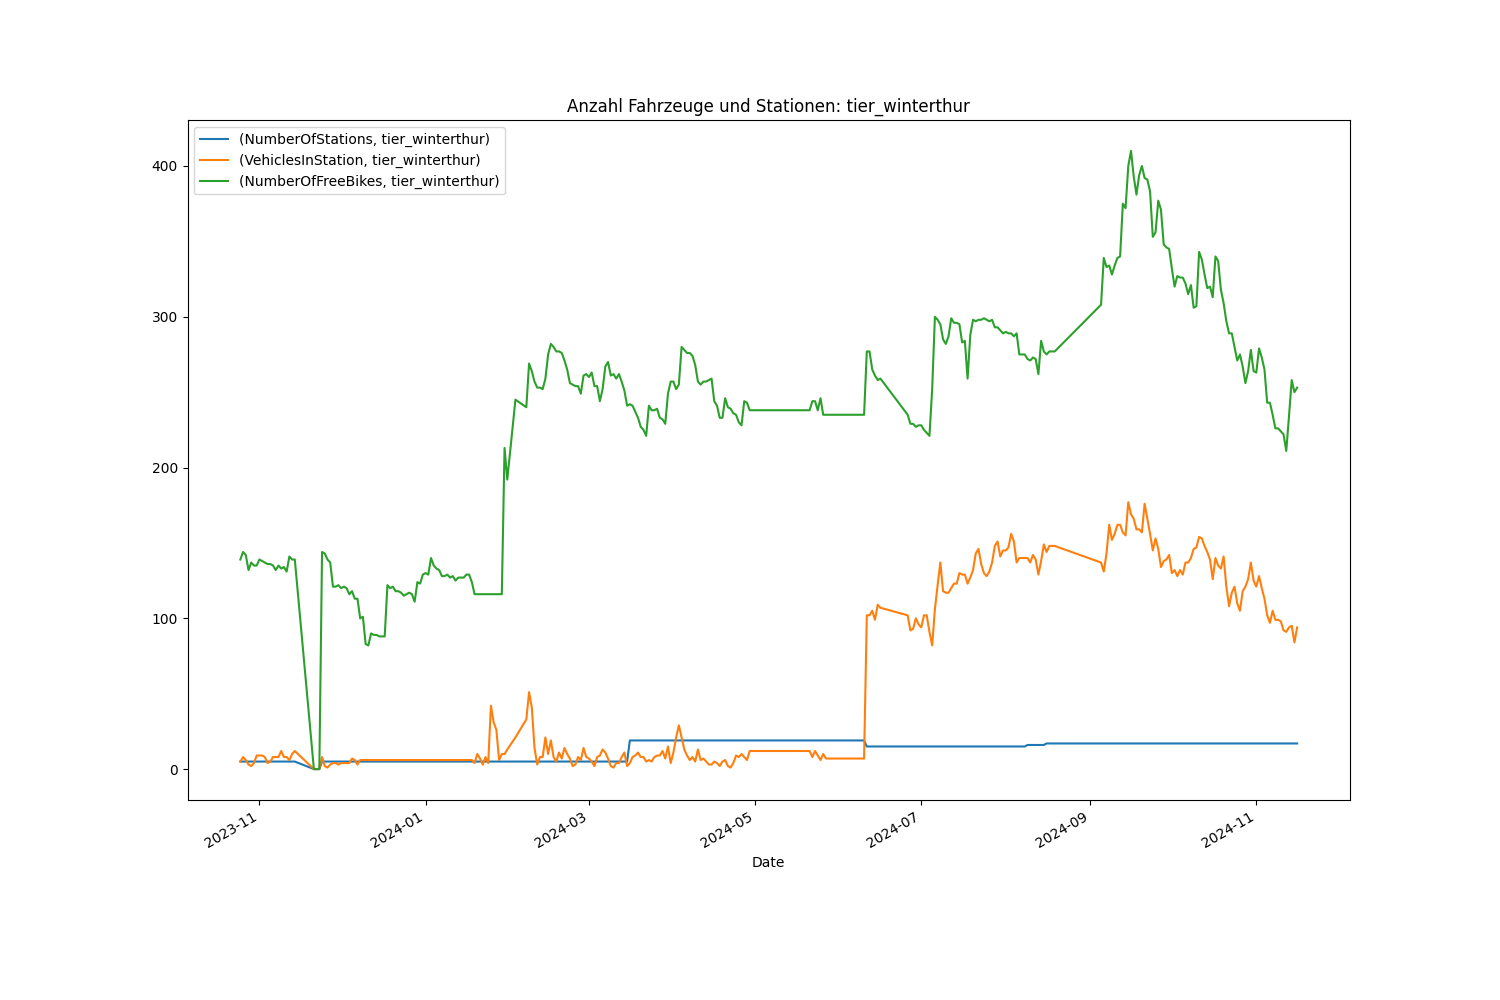 Anzahl Fahrzeuge und Stationen: tier_winterthur
(NumberOfStations, tier_winterthur)
(VehiclesInStation, tier_winterthur)
(NumberOfFreeBikes, tier_winterthur)
400
300
200
100
0
2023-11
2024-01
2024-03
2024-05
2024-07
2024-09
2024-11
Date